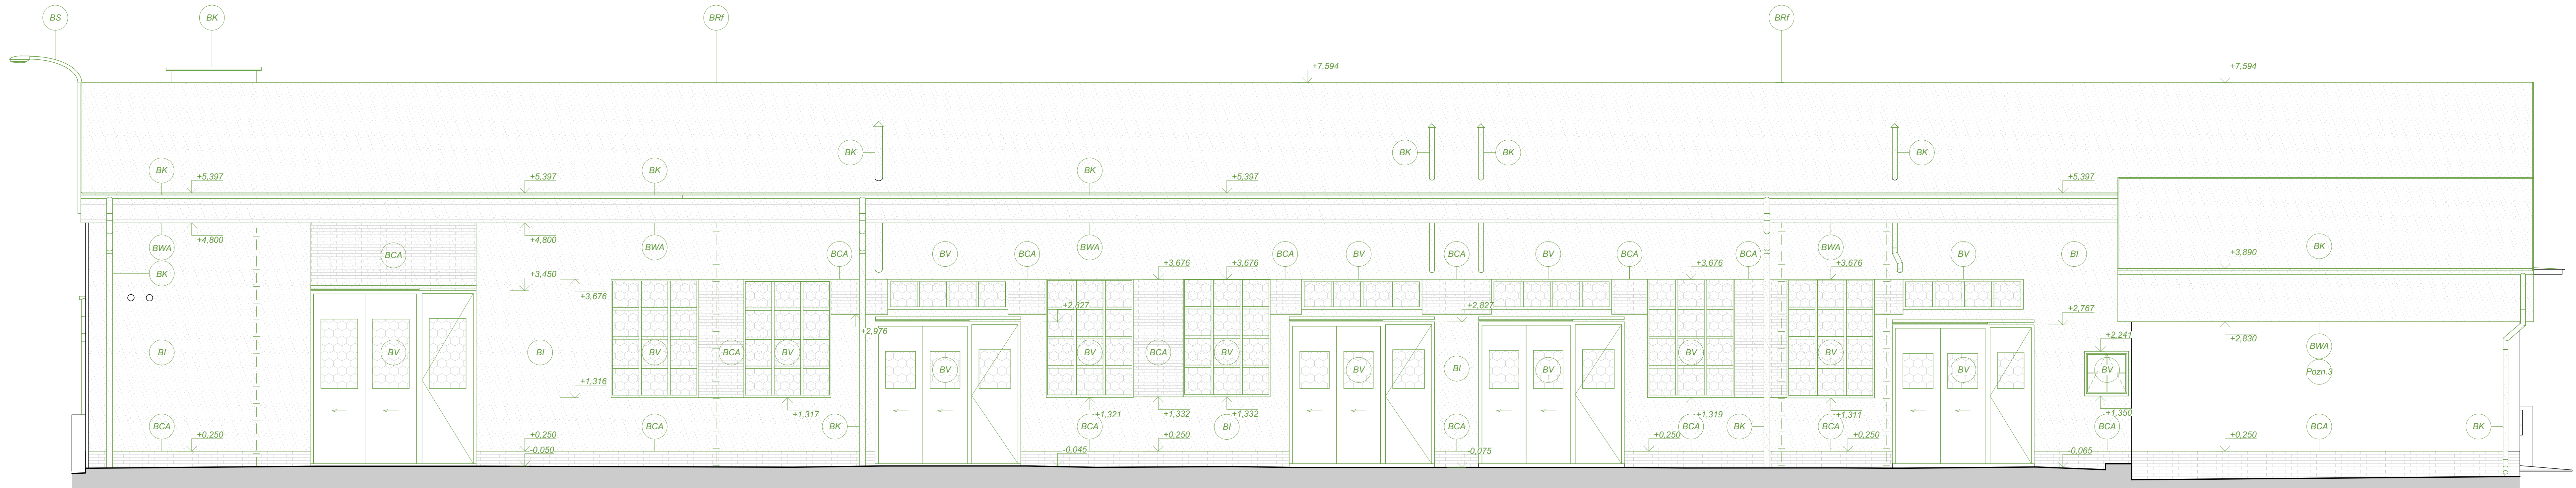 BS BK BRf BRf
+7,594 +7,594
BK BK BK BK
BK BK BK
+5,397 +5,397 +5,397 +5,397
+4,800 +4,800
BWA BWA BWA BWA
BCA BCA BV BCA BCA BV BCA BV BCA BCA BV BI
BK
+3,890 BK
+3,450
+3,676 +3,676 +3,676 +3,676 +3,676
+2,976 +2,827 +2,827 +2,767
+2,830
+2,241
BI BV BI BV BCA BV BV BCA BV BV BV BWA
BV BV BI BV BV BV BV
Pozn.3
+1,316 +1,317 +1,321 +1,332 +1,332 +1,319 +1,311 +1,350
BCA BCA BK BCA BI BCA BCA BK BCA BCA BCA BK
+0,250 +0,250 +0,250 +0,250 +0,250 +0,250
-0,050 -0,045 -0,075 -0,065